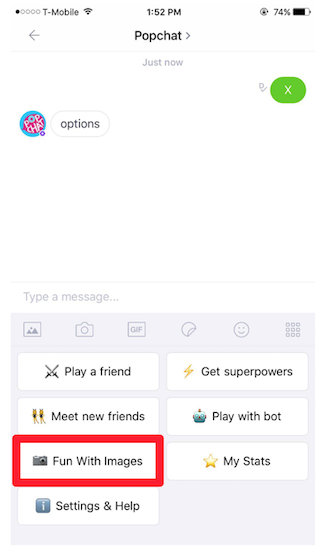 T-Mobile 1:52 PM 74%
Popchat >
Just now
D X
options
Type a message...
GIF
Play a friend
Get superpowers
Meet new friends
Play with bot
Fun With Images
My Stats
Settings & Help